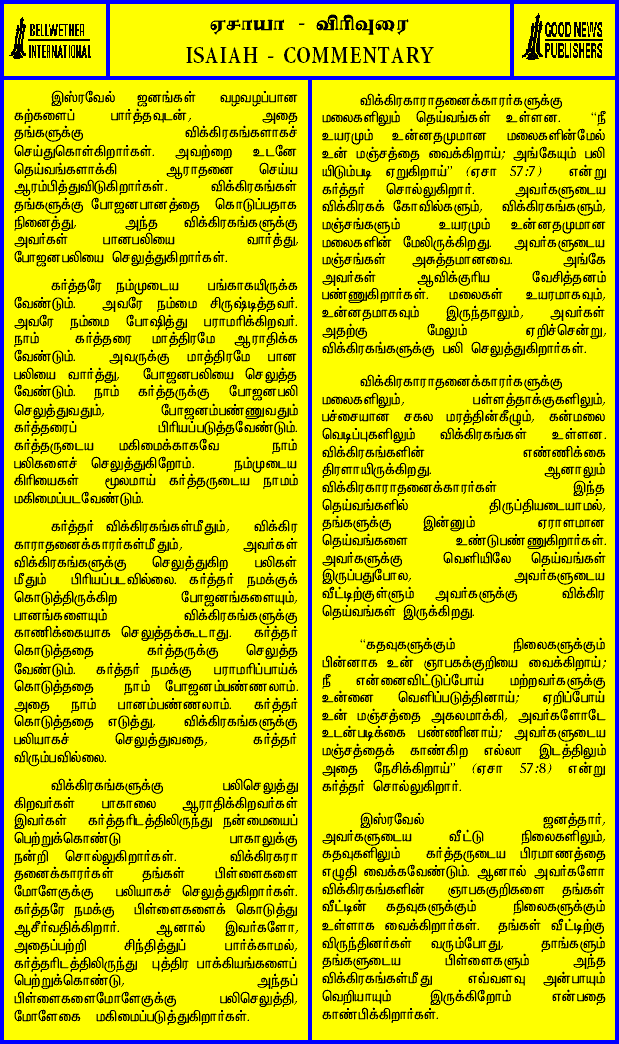 BELLWETHER
INTERNATIONAL
ஏசாயா - விரிவுரை
ISAIAH - COMMENTARY
GOOD NEWS
PUBLISHERS
இஸ்ரவேல் ஜனங்கள் வழவழப்பான
கற்களைப் பார்த்தவுடன், அதை
தங்களுக்கு விக்கிரகங்களாகச்
செய்துகொள்கிறார்கள். அவற்றை உடனே
தெய்வங்களாக்கி ஆராதனை செய்ய
ஆரம்பித்துவிடுகிறார்கள். விக்கிரகங்கள்
தங்களுக்கு போஜனபானத்தை கொடுப்பதாக
நினைத்து, அந்த விக்கிரகங்களுக்கு
அவர்கள் பானபலியை வார்த்து,
போஜனபலியை செலுத்துகிறார்கள்.
கர்த்தரே நம்முடைய பங்காகயிருக்க
வேண்டும். அவரே நம்மை சிருஷ்டித்தவர்.
அவரே நம்மை போஷித்து பராமரிக்கிறவர்.
நாம் கர்த்தரை மாத்திரமே ஆராதிக்க
வேண்டும். அவருக்கு மாத்திரமே பான
பலியை வார்த்து, போஜனபலியை செலுத்த
வேண்டும். நாம் கர்த்தருக்கு போஜனபலி
செலுத்துவதும், போஜனம்பண்ணுவதும்
கர்த்தரைப் பிரியப்படுத்தவேண்டும்.
கர்த்தருடைய மகிமைக்காகவே நாம்
பலிகளைச் செலுத்துகிறோம். நம்முடைய
கிரியைகள் மூலமாய் கர்த்தருடைய நாமம்
மகிமைப்படவேண்டும்.
கர்த்தர் விக்கிரகங்கள்மீதும், விக்கிர
காராதனைக்காரர்கள்மீதும், அவர்கள்
விக்கிரகங்களுக்கு செலுத்துகிற பலிகள்
மீதும் பிரியப்படவில்லை. கர்த்தர் நமக்குக்
கொடுத்திருக்கிற போஜனங்களையும்,
பானங்களையும் விக்கிரகங்களுக்கு
காணிக்கையாக செலுத்தக்கூடாது. கர்த்தர்
கொடுத்ததை கர்த்தருக்கு செலுத்த
வேண்டும். கர்த்தர் நமக்கு பராமரிப்பாய்க்
கொடுத்ததை நாம் போஜனம்பண்ணலாம்.
அதை நாம் பானம்பண்ணலாம். கர்த்தர்
கொடுத்ததை எடுத்து, விக்கிரகங்களுக்கு
பலியாகச் செலுத்துவதை, கர்த்தர்
விரும்பவில்லை.
விக்கிரகங்களுக்கு பலிசெலுத்து
கிறவர்கள் பாகாலை ஆராதிக்கிறவர்கள்
இவர்கள் கர்த்தரிடத்திலிருந்து நன்மையைப்
பெற்றுக்கொண்டு பாகாலுக்கு
நன்றி சொல்லுகிறார்கள். விக்கிரகரா
தனைக்காரர்கள் தங்கள் பிள்ளைகளை
மோளேகுக்கு பலியாகச் செலுத்துகிறார்கள்.
கர்த்தரே நமக்கு பிள்ளைகளைக் கொடுத்து
ஆசீர்வதிக்கிறார். ஆனால் இவர்களோ,
அதைப்பற்றி சிந்தித்துப் பார்க்காமல்,
கர்த்தரிடத்திலிருந்து புத்திர பாக்கியங்களைப்
பெற்றுக்கொண்டு, அந்தப்
பிள்ளைகளைமோளேகுக்கு பலிசெலுத்தி,
மோளேகை மகிமைப்படுத்துகிறார்கள்.
விக்கிரகாராதனைக்காரர்களுக்கு
மலைகளிலும் தெய்வங்கள் உள்ளன. “நீ
உயரமும் உன்னதமுமான மலைகளின்மேல்
உன் மஞ்சத்தை வைக்கிறாய்; அங்கேயும் பலி
யிடும்படி ஏறுகிறாய்” (ஏசா 57:7) என்று
கர்த்தர் சொல்லுகிறார். அவர்களுடைய
விக்கிரகக் கோவில்களும், விக்கிரகங்களும்,
மஞ்சங்களும் உயரமும் உன்னதமுமான
மலைகளின் மேலிருக்கிறது. அவர்களுடைய
மஞ்சங்கள் அசுத்தமானவை. அங்கே
அவர்கள் ஆவிக்குரிய வேசித்தனம்
பண்ணுகிறார்கள். மலைகள் உயரமாகவும்,
உன்னதமாகவும் இருந்தாலும், அவர்கள்
அதற்கு மேலும் ஏறிச்சென்று,
விக்கிரகங்களுக்கு பலி செலுத்துகிறார்கள்.
விக்கிரகாராதனைக்காரர்களுக்கு
மலைகளிலும், பள்ளத்தாக்குகளிலும்,
பச்சையான சகல மரத்தின்கீழும், கன்மலை
வெடிப்புகளிலும் விக்கிரகங்கள் உள்ளன.
விக்கிரகங்களின் எண்ணிக்கை
திரளாயிருக்கிறது. ஆனாலும்
விக்கிரகாராதனைக்காரர்கள் இந்த
தெய்வங்களில் திருப்தியடையாமல்,
தங்களுக்கு இன்னும் ஏராளமான
தெய்வங்களை உண்டுபண்ணுகிறார்கள்.
அவர்களுக்கு வெளியிலே தெய்வங்கள்
இருப்பதுபோல, அவர்களுடைய
வீட்டிற்குள்ளும் அவர்களுக்கு விக்கிர
தெய்வங்கள் இருக்கிறது.
“கதவுகளுக்கும் நிலைகளுக்கும்
பின்னாக உன் ஞாபகக்குறியை வைக்கிறாய்;
நீ என்னைவிட்டுப்போய் மற்றவர்களுக்கு
உன்னை வெளிப்படுத்தினாய்; ஏறிப்போய்
உன் மஞ்சத்தை அகலமாக்கி, அவர்களோடே
உடன்படிக்கை பண்ணினாய்; அவர்களுடைய
மஞ்சத்தைக் காண்கிற எல்லா இடத்திலும்
அதை நேசிக்கிறாய்” (ஏசா 57:8) என்று
கர்த்தர் சொல்லுகிறார்.
இஸ்ரவேல் ஜனத்தார்,
அவர்களுடைய வீட்டு நிலைகளிலும்,
கதவுகளிலும் கர்த்தருடைய பிரமாணத்தை
எழுதி வைக்கவேண்டும். ஆனால் அவர்களோ
விக்கிரகங்களின் ஞாபககுறிகளை தங்கள்
வீட்டின் கதவுகளுக்கும் நிலைகளுக்கும்
உள்ளாக வைக்கிறார்கள். தங்கள் வீட்டிற்கு
விருந்தினர்கள் வரும்போது, தாங்களும்
தங்களுடைய பிள்ளைகளும் அந்த
விக்கிரகங்கள்மீது எவ்வளவு அன்பாயும்
வெறியாயும் இருக்கிறோம் என்பதை
காண்பிக்கிறார்கள்.